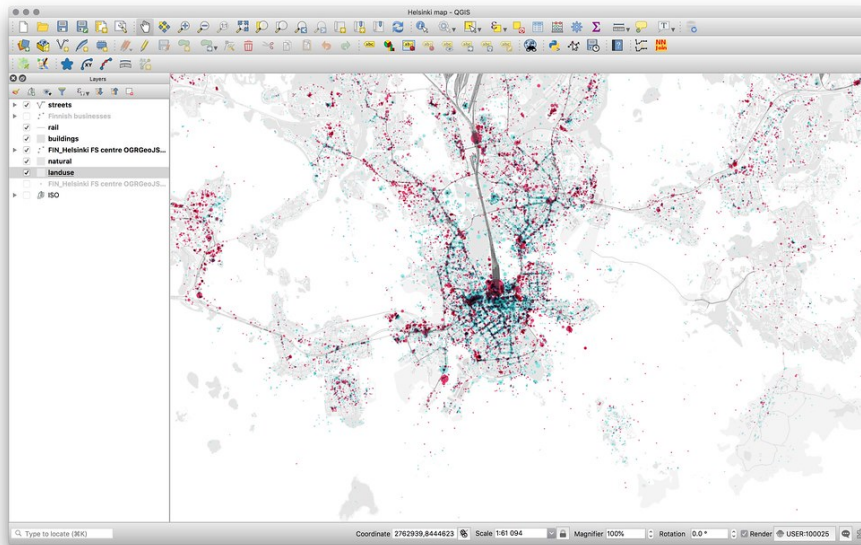 Helsinki map - QGIS
Layers
streets
Finnish businesses
rail
buildings
FIN_Helsinki FS centre OGRGeoJS...
natural
landuse
FIN_Helsinki FS centre OGRGeoJS...
ISO
Type to locate (⌘K)
Coordinate 2762939,8444623 Scale 1:61 094 Magnifier 100% Rotation 0.0 ° Render USER:100025